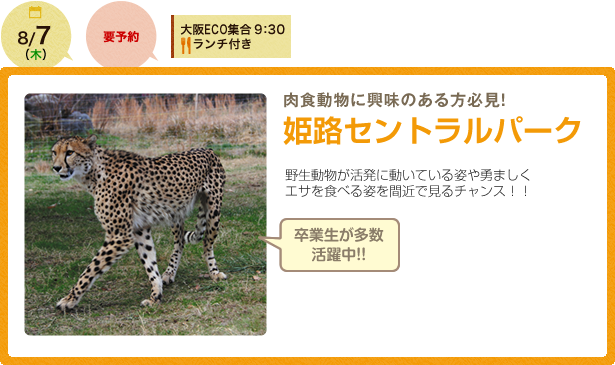 8/7
(木)
要予約
大阪ECO集合 9:30
ランチ付き
肉食動物に興味のある方必見!
姫路セントラルパーク
野生動物が活発に動いている姿や勇ましく
エサを食べる姿を間近で見るチャンス！！
卒業生が多数
活躍中!!